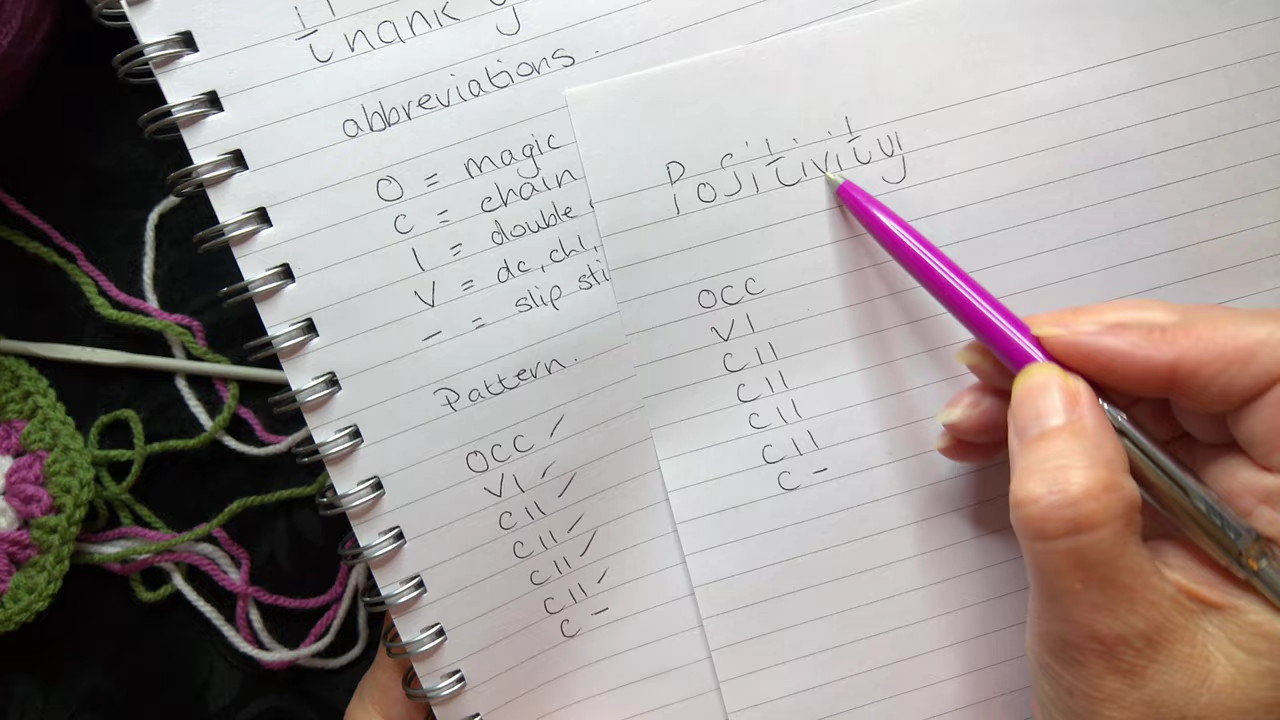 thank y
abbreviations.
O = magic
C = chain
I = double
V = dc, ch1,
- = slip sti
Pattern.
OCC ✓
VI ✓
CII ✓
CII ✓
CII ✓
CII ✓
C -
Positivity
OCC
VI
CII
CII
CII
CII
C -